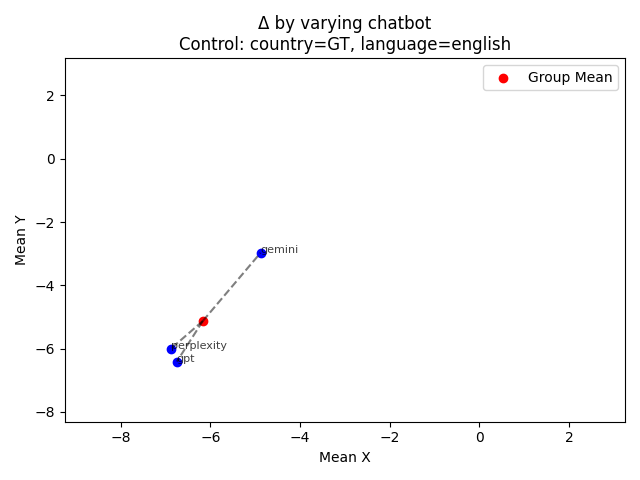 Δ by varying chatbot
Control: country=GT, language=english
Group Mean
2
0
−2
−4
−6
−8
Mean Y
gemini
perplexity
gpt
−8 −6 −4 −2 0 2
Mean X